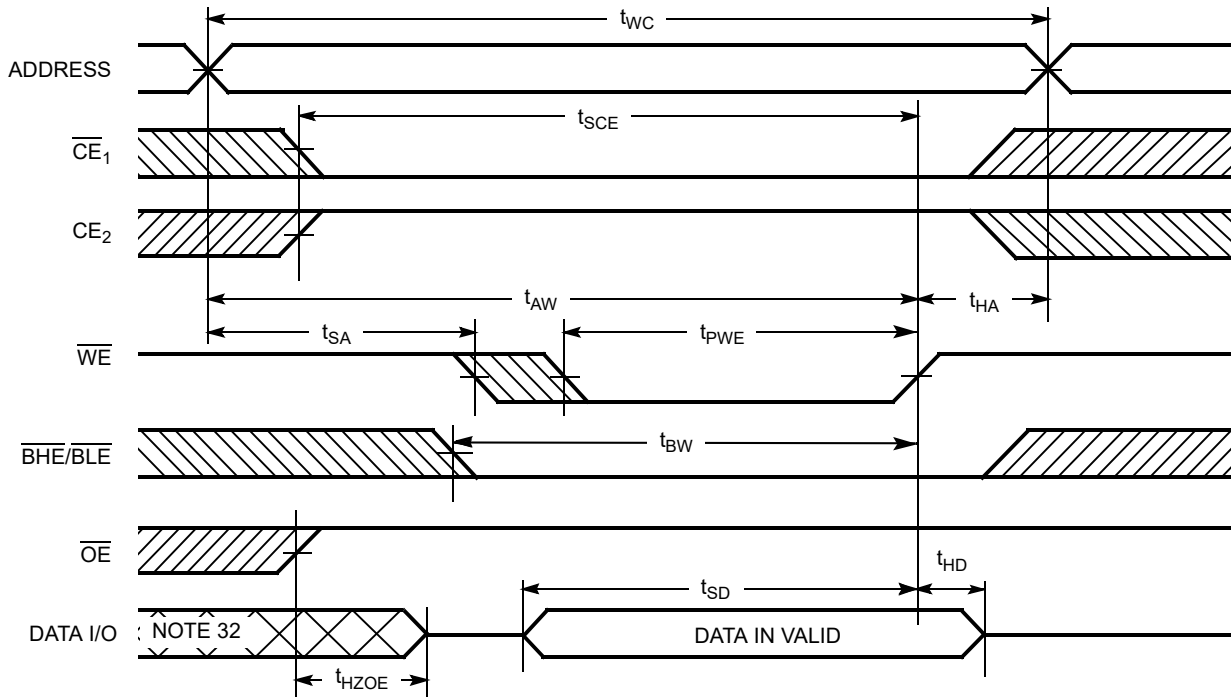 tWC
ADDRESS
tSCE
CE1
CE2
tAW
tHA
tSA
tPWE
WE
tBW
BHE/BLE
OE
tHD
tSD
DATA I/O
NOTE 32
DATA IN VALID
tHZOE